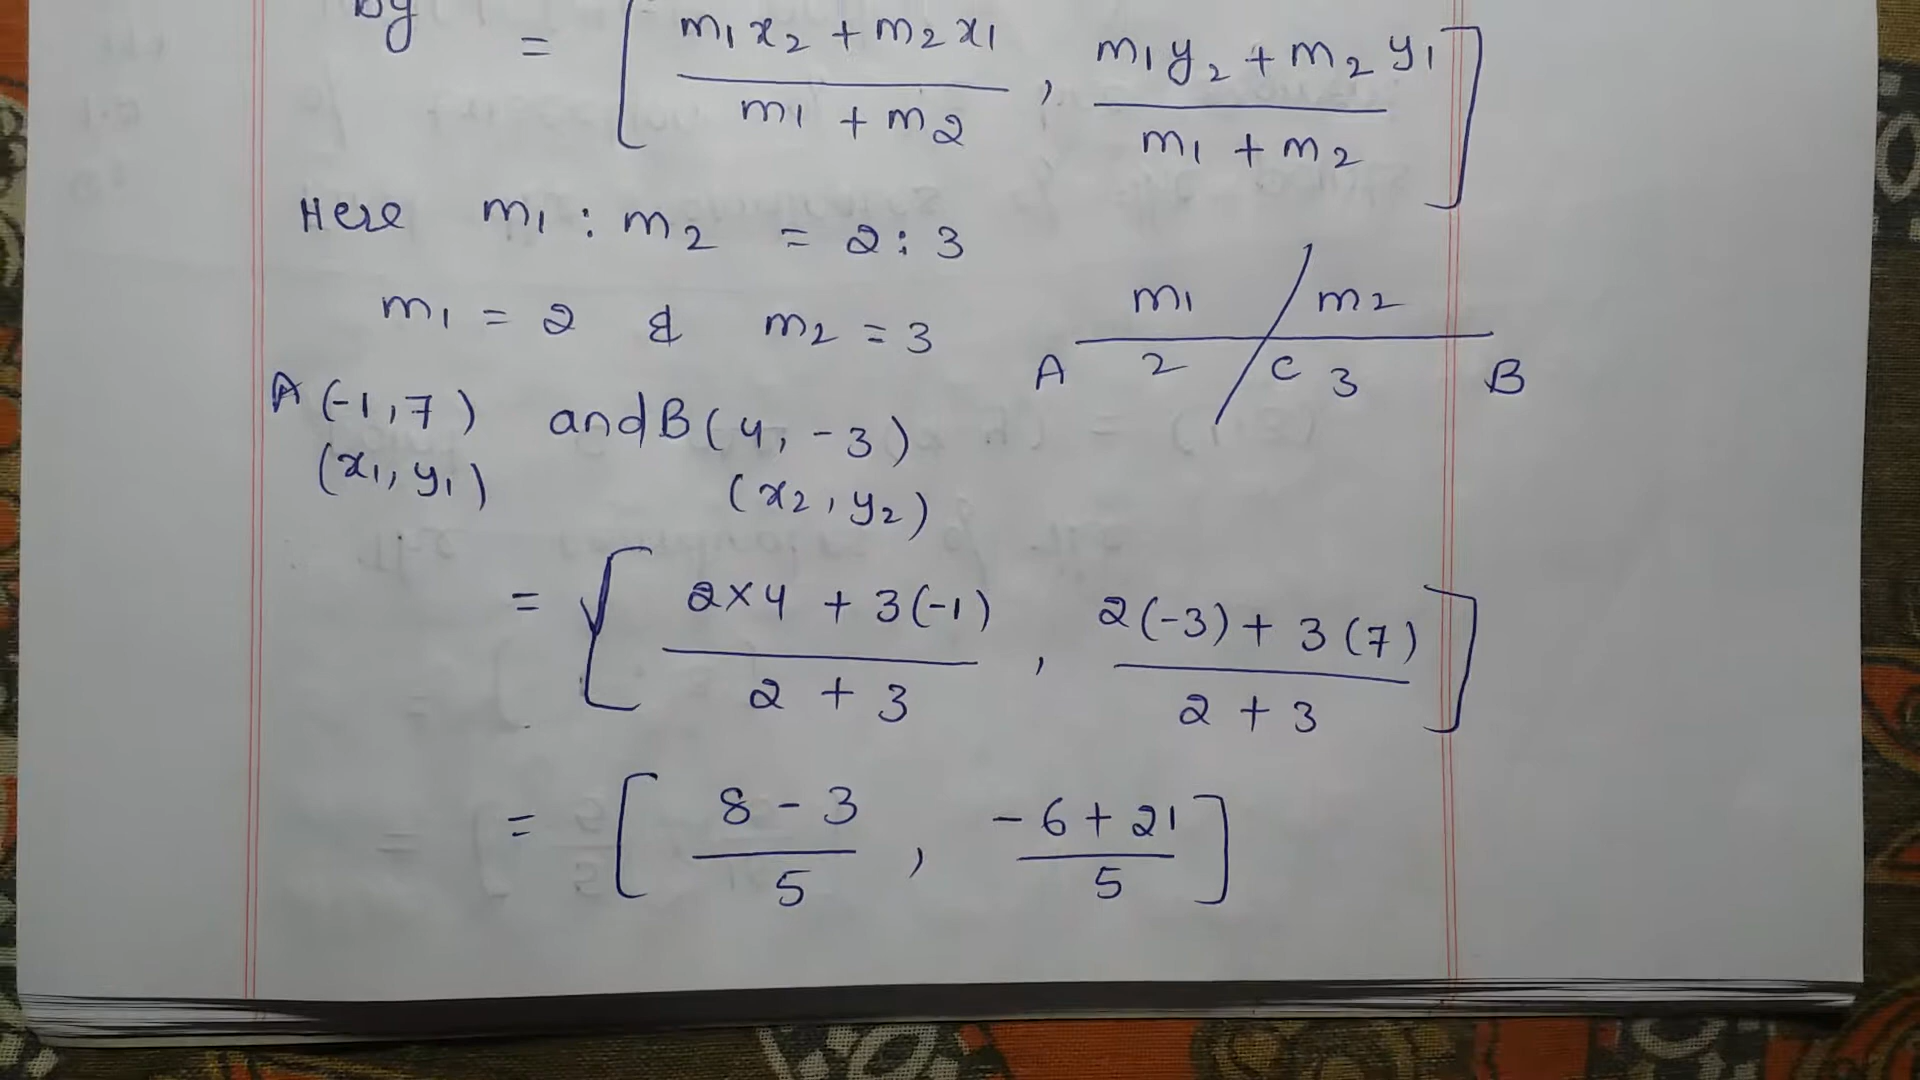 By = [ m1x2 + m2x1 / m1 + m2 , m1y2 + m2y1 / m1 + m2 ]
Here m1 : m2 = 2 : 3
m1 = 2 & m2 = 3
m1 / m2
A 2 C 3 B
A(-1,7) and B(4, -3)
(x1, y1) (x2, y2)
= [ 2×4 + 3(-1) / 2 + 3 , 2(-3) + 3(7) / 2 + 3 ]
= [ 8 - 3 / 5 , -6 + 21 / 5 ]